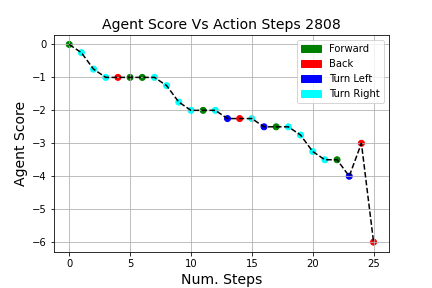 Agent Score Vs Action Steps 2808
Forward
Back
Turn Left
Turn Right
0
−1
−2
−3
−4
−5
−6
Agent Score
0 5 10 15 20 25
Num. Steps